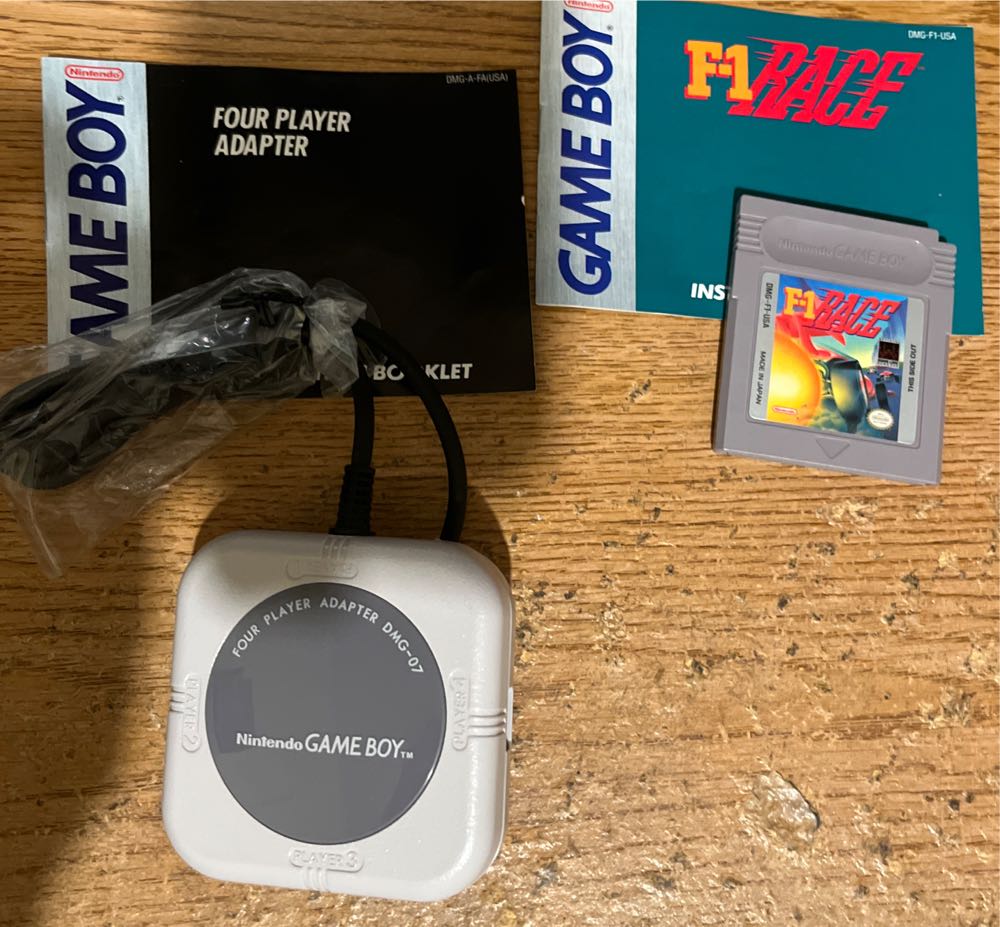 Nintendo
GAME BOY
DMG-A-FA(USA)
FOUR PLAYER
ADAPTER
BOOKLET
Nintendo
GAME BOY
DMG-F1-USA
F-1 RACE
INS
Nintendo GAME BOY
DMG-F1-USA
F-1 RACE
MADE IN JAPAN
THIS SIDE OUT
Nintendo
FOUR PLAYER ADAPTER DMG-07
Nintendo GAME BOY™
PLAYER 2
PLAYER 4
PLAYER 3